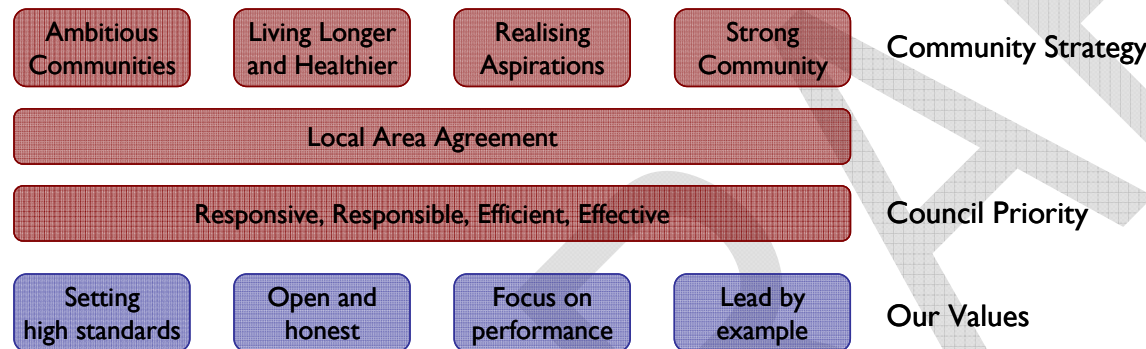 Ambitious
Communities
Living Longer
and Healthier
Realising
Aspirations
Strong
Community
Community Strategy
Local Area Agreement
Responsive, Responsible, Efficient, Effective
Council Priority
Setting
high standards
Open and
honest
Focus on
performance
Lead by
example
Our Values